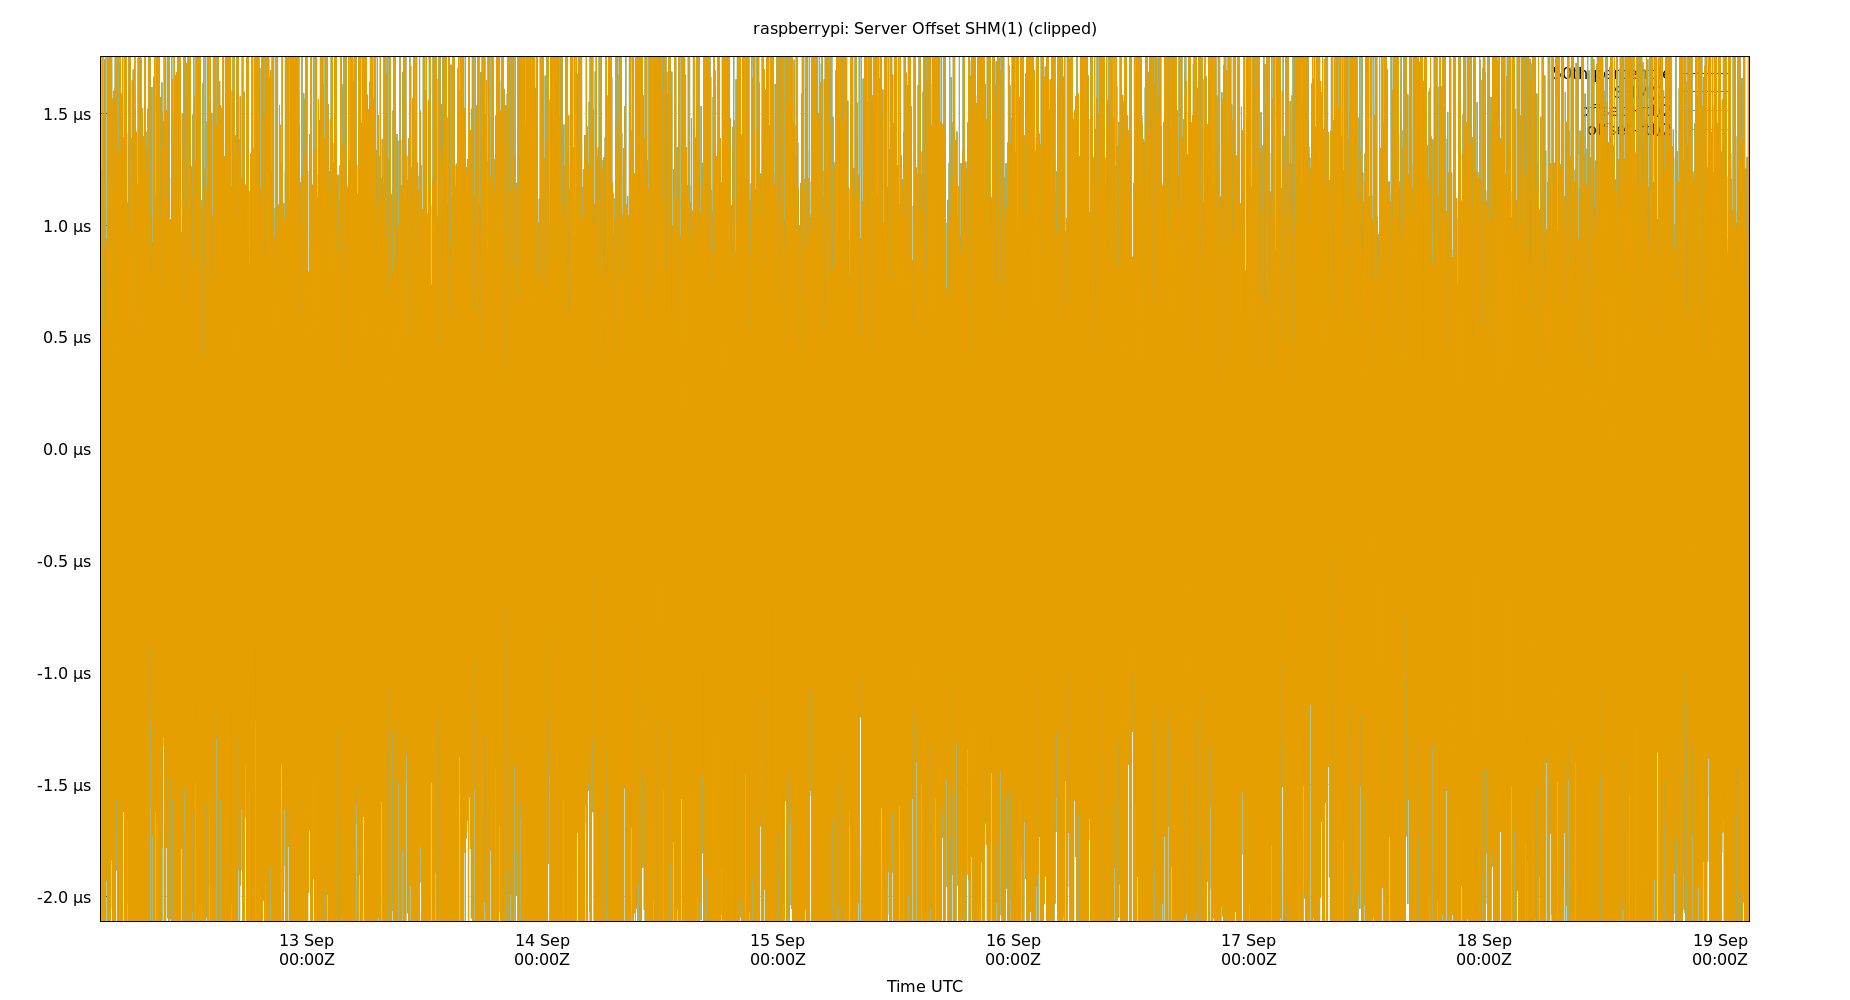 raspberrypi: Server Offset SHM(1) (clipped)
1.5 µs
1.0 µs
0.5 µs
0.0 µs
-0.5 µs
-1.0 µs
-1.5 µs
-2.0 µs
13 Sep 14 Sep 15 Sep 16 Sep 17 Sep 18 Sep 19 Sep
00:00Z 00:00Z 00:00Z 00:00Z 00:00Z 00:00Z 00:00Z
Time UTC